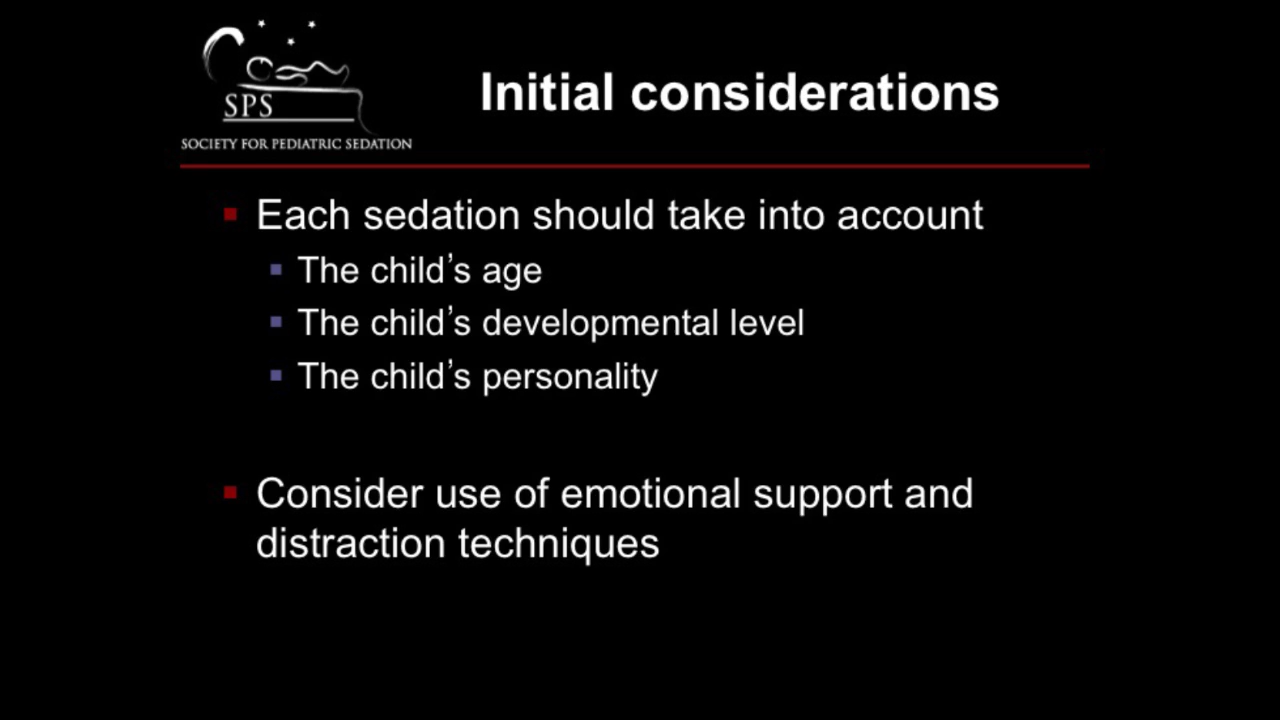 SPS
SOCIETY FOR PEDIATRIC SEDATION
Initial considerations
Each sedation should take into account
The child’s age
The child’s developmental level
The child’s personality
Consider use of emotional support and
distraction techniques